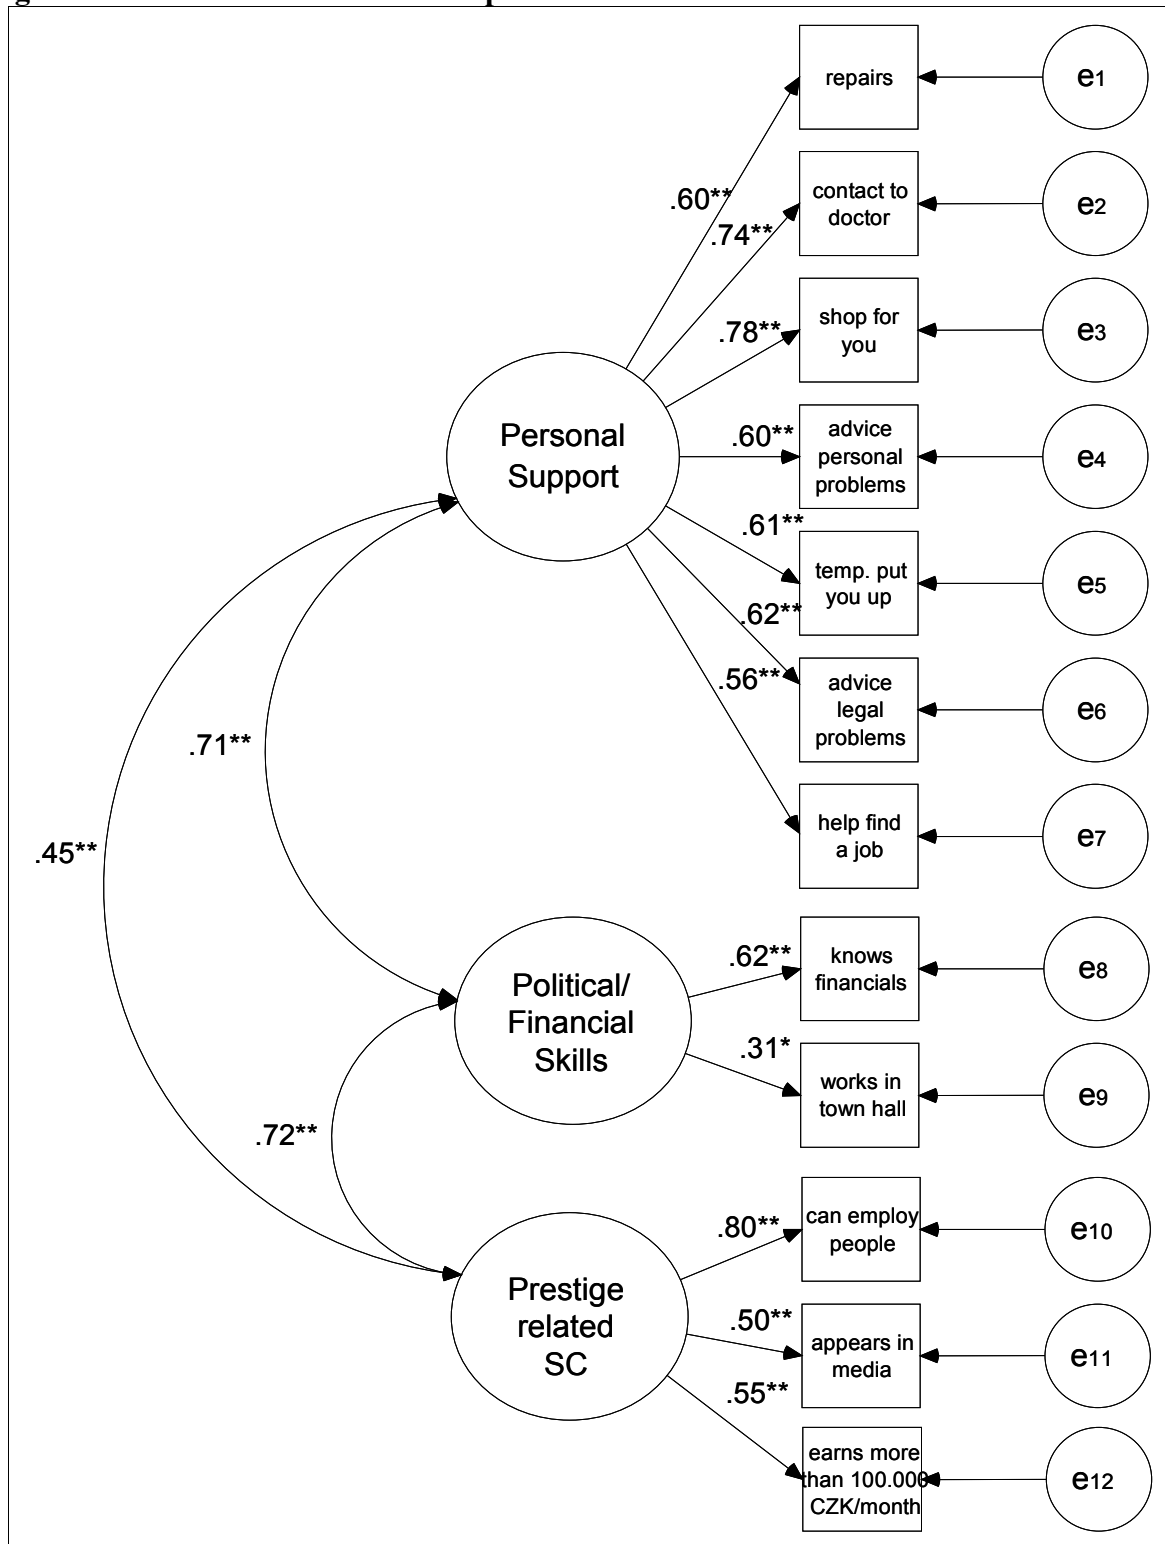 repairs
e1
contact to
doctor
e2
.60**
.74**
shop for
you
e3
.78**
Personal
Support
.60**
advice
personal
problems
e4
.61**
temp. put
you up
e5
.62**
advice
legal
problems
e6
.56**
help find
a job
e7
.71**
.45**
Political/
Financial
Skills
.62**
knows
financials
e8
.31*
works in
town hall
e9
.72**
Prestige
related
SC
.80**
can employ
people
e10
.50**
appears in
media
e11
.55**
earns more
than 100.000
CZK/month
e12